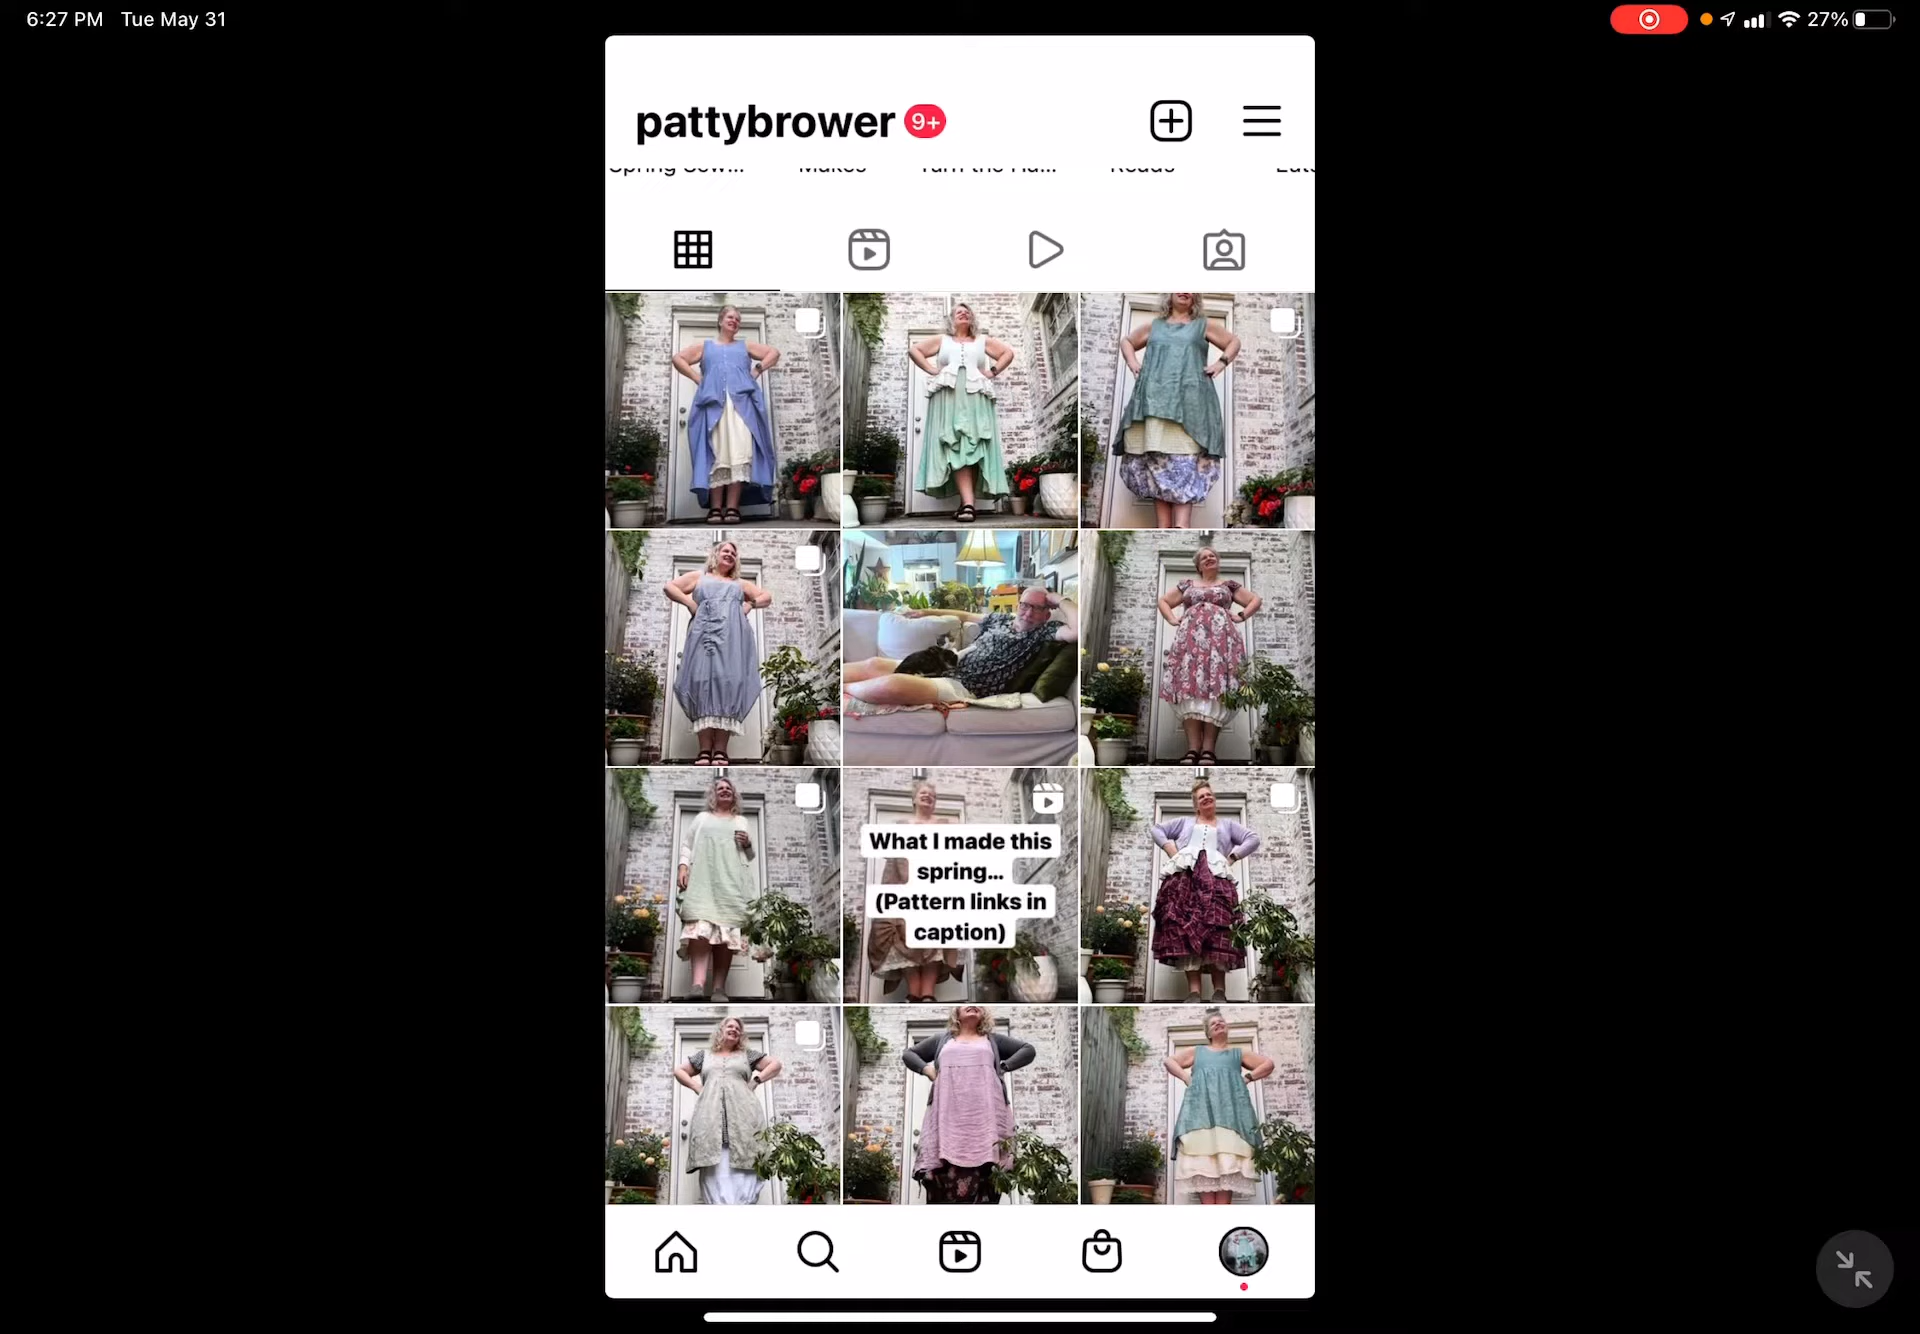 6:27 PM Tue May 31
27%
pattybrower 9+
What I made this
spring...
(Pattern links in
caption)